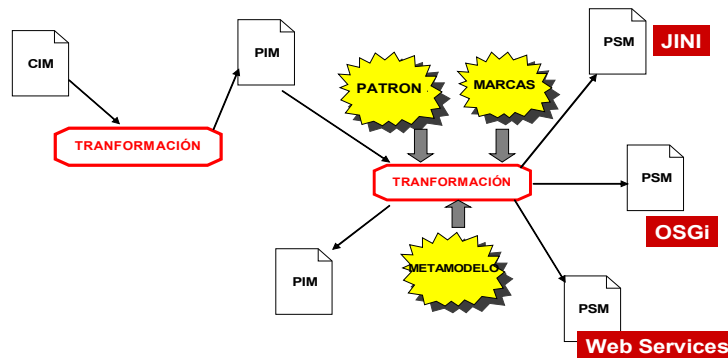 CIM
TRANFORMACIÓN
PIM
PATRON
MARCAS
PSM
JINI
TRANFORMACIÓN
PSM
OSGi
PIM
METAMODELO
PSM
Web Services